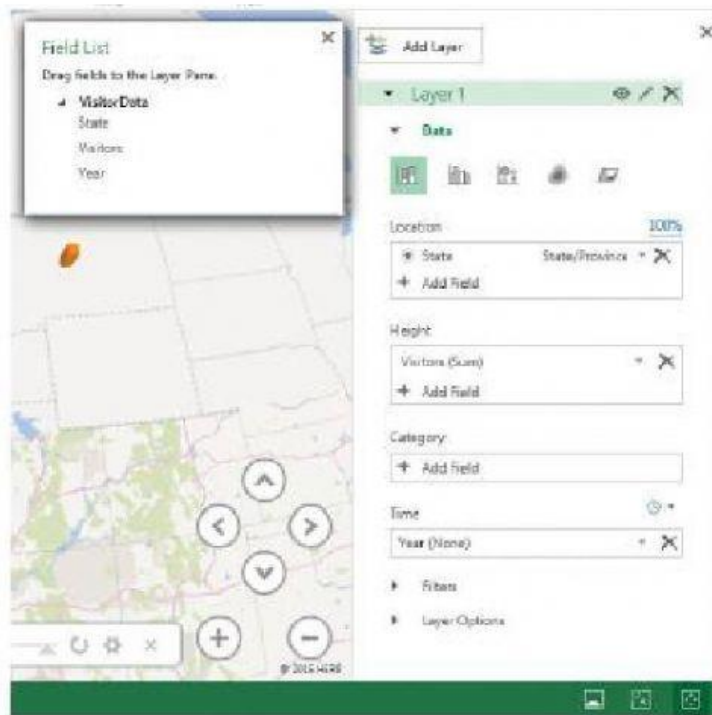 Field List
Drag fields to the Layer Pane.
VisitorData
State
Visitors
Year
Add Layer
Layer 1
Data
Location 100%
State State/Province
+ Add Field
Height
Visitors (Sum)
+ Add Field
Category
+ Add Field
Time
Year (None)
Filters
Layer Options
© 2015 HERE